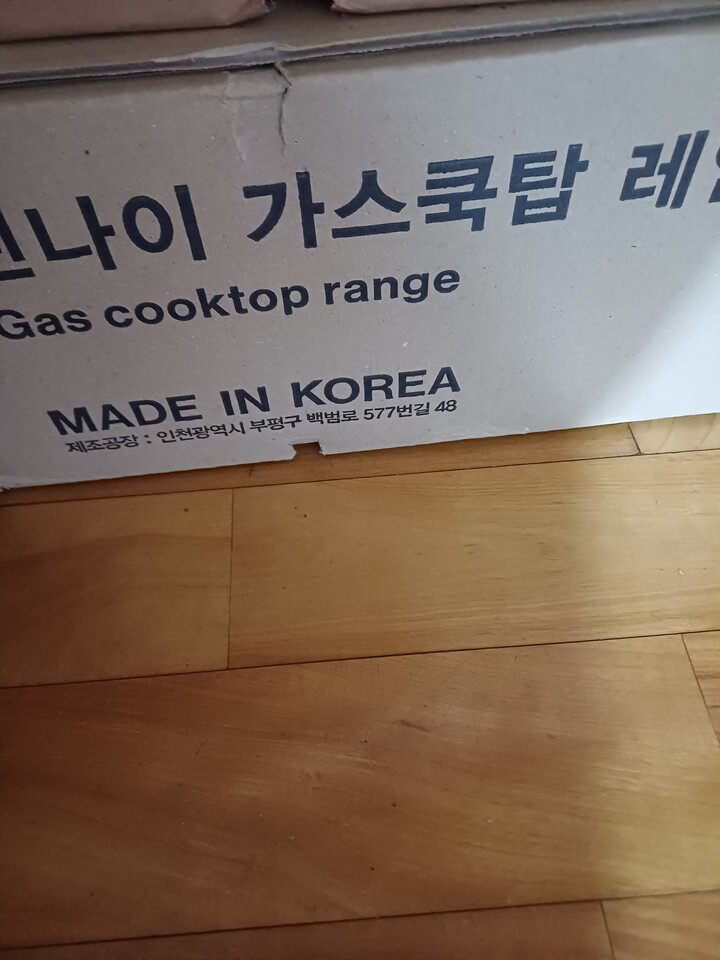 나이 가스쿡탑
Gas cooktop range
MADE IN KOREA
제조공장 : 인천광역시 부평구 백범로 577번길 48